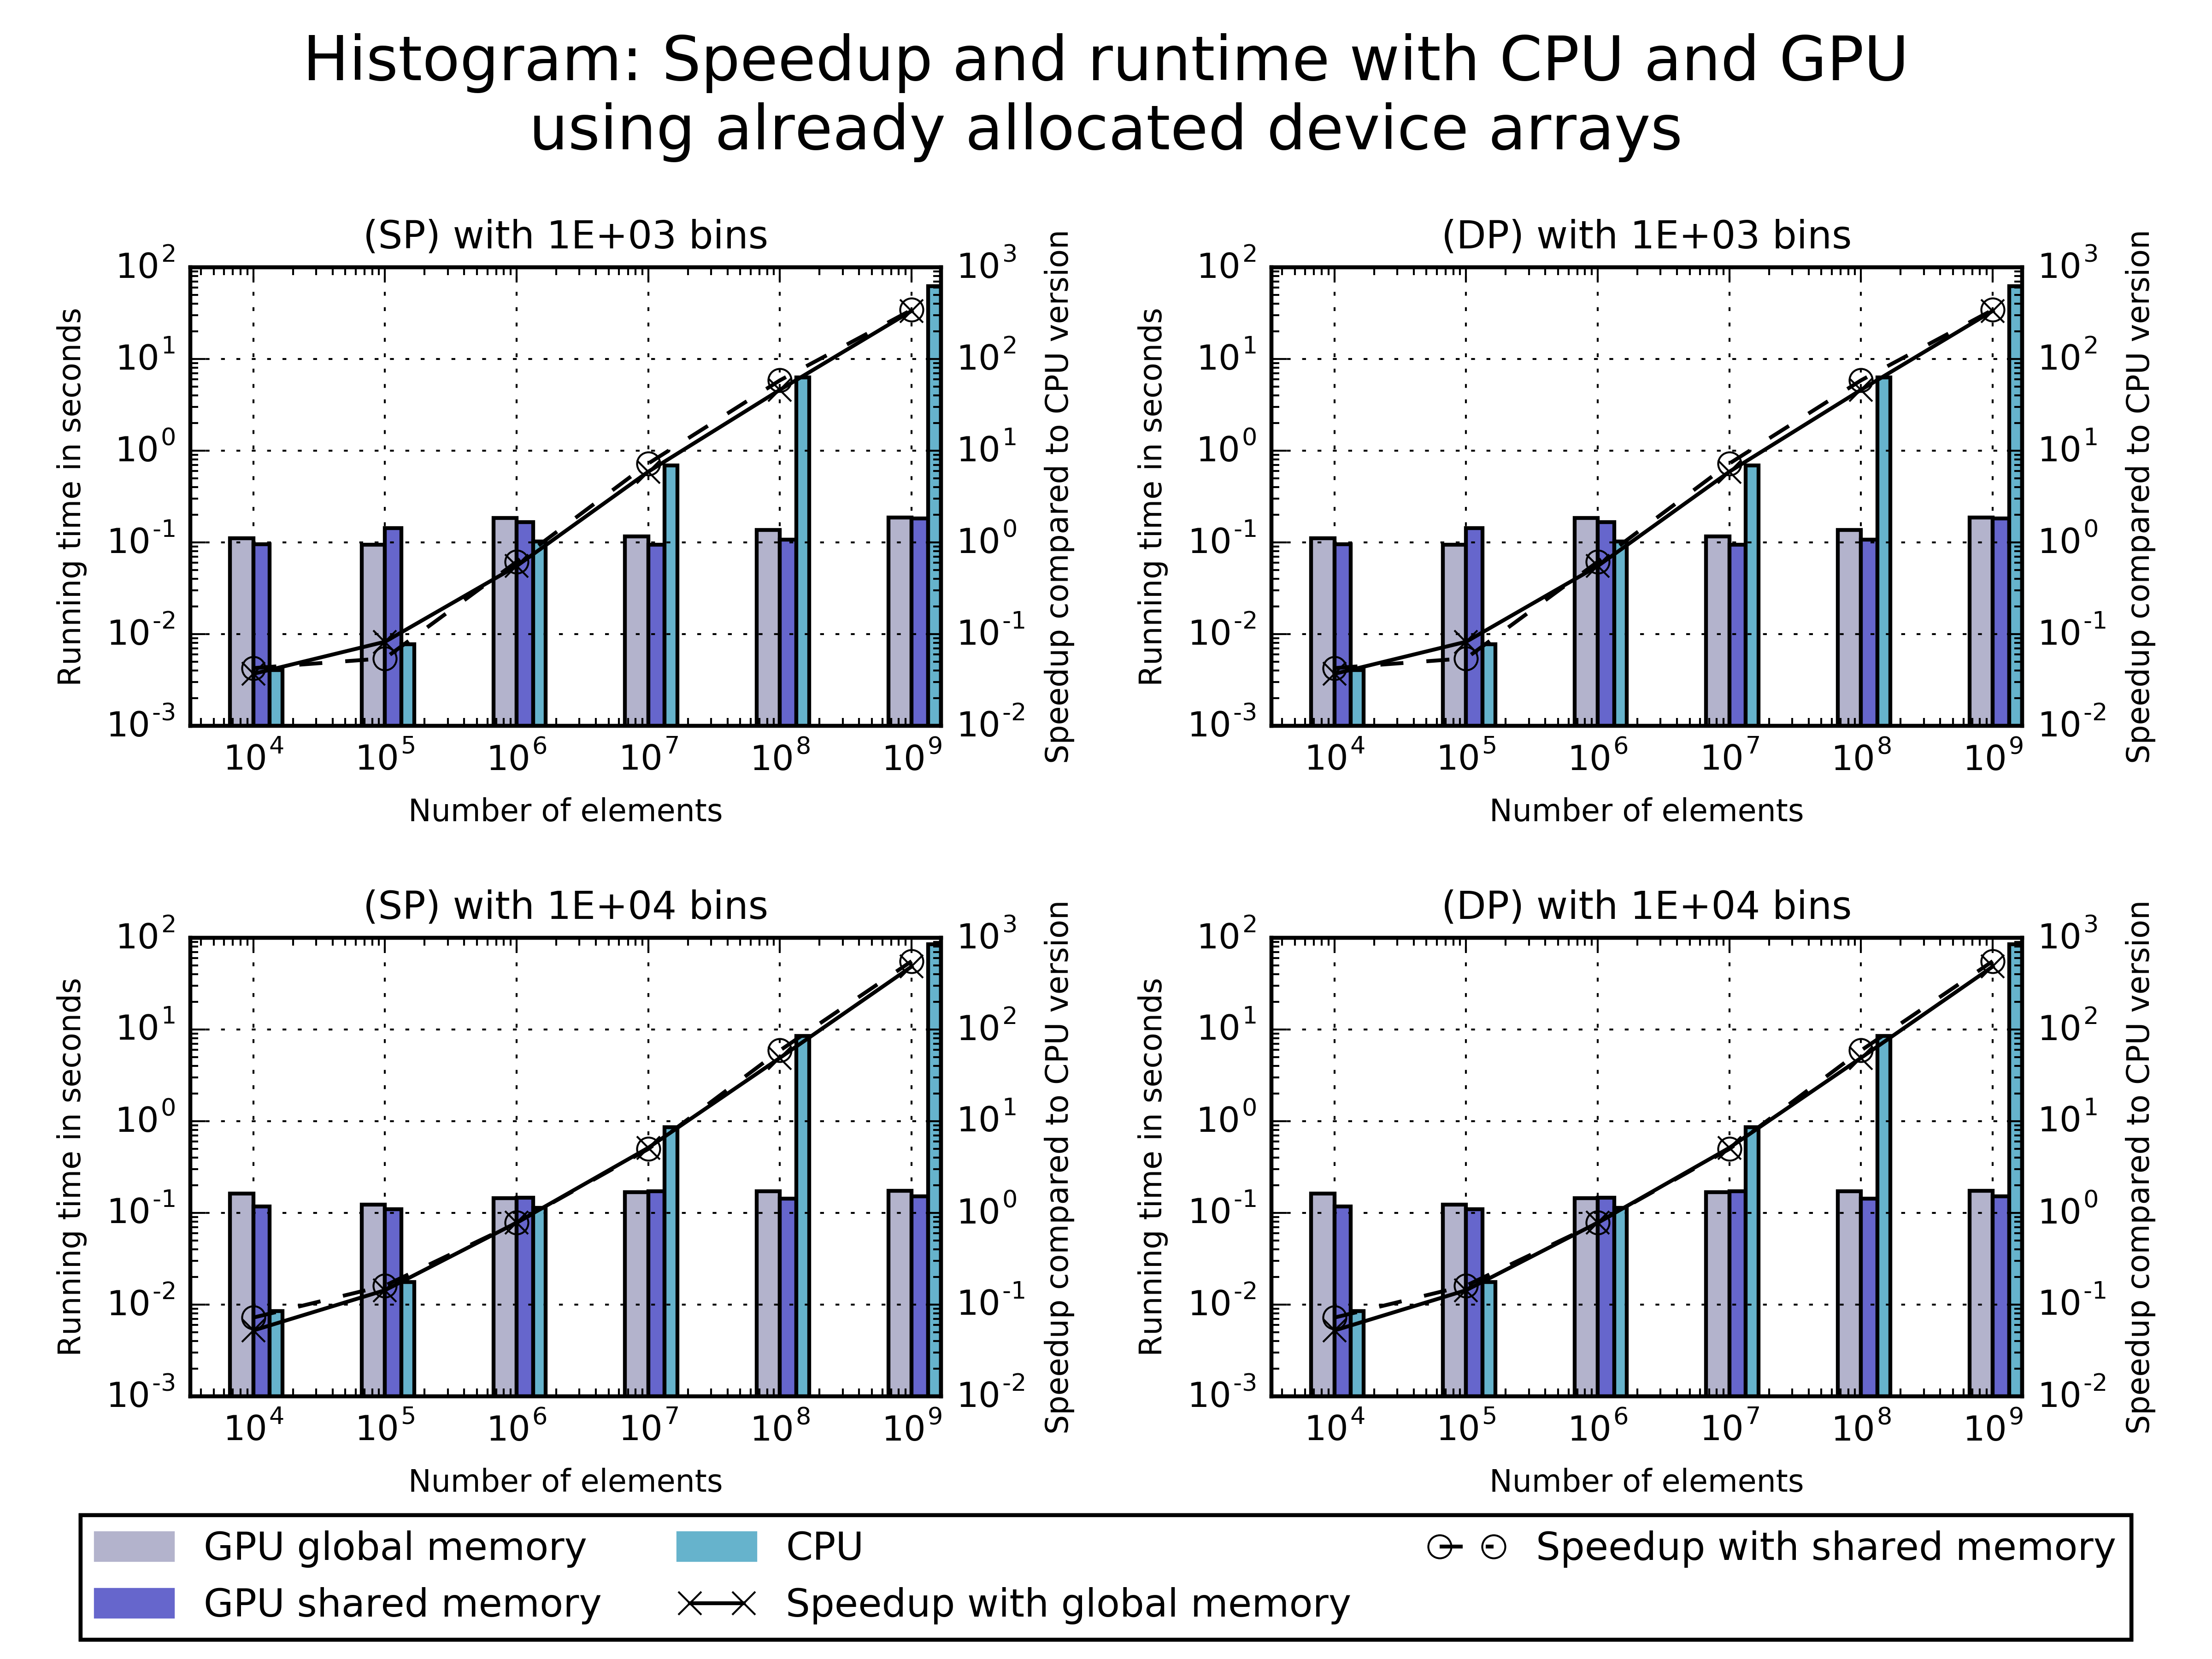 Histogram: Speedup and runtime with CPU and GPU
using already allocated device arrays
(SP) with 1E+03 bins
10^2
10^1
10^0
10^-1
10^-2
10^-3
Running time in seconds
10^3
10^2
10^1
10^0
10^-1
10^-2
Speedup compared to CPU version
10^4 10^5 10^6 10^7 10^8 10^9
Number of elements
(DP) with 1E+03 bins
10^2
10^1
10^0
10^-1
10^-2
10^-3
Running time in seconds
10^3
10^2
10^1
10^0
10^-1
10^-2
Speedup compared to CPU version
10^4 10^5 10^6 10^7 10^8 10^9
Number of elements
(SP) with 1E+04 bins
10^2
10^1
10^0
10^-1
10^-2
10^-3
Running time in seconds
10^3
10^2
10^1
10^0
10^-1
10^-2
Speedup compared to CPU version
10^4 10^5 10^6 10^7 10^8 10^9
Number of elements
(DP) with 1E+04 bins
10^2
10^1
10^0
10^-1
10^-2
10^-3
Running time in seconds
10^3
10^2
10^1
10^0
10^-1
10^-2
Speedup compared to CPU version
10^4 10^5 10^6 10^7 10^8 10^9
Number of elements
GPU global memory
GPU shared memory
CPU
Speedup with global memory
Speedup with shared memory